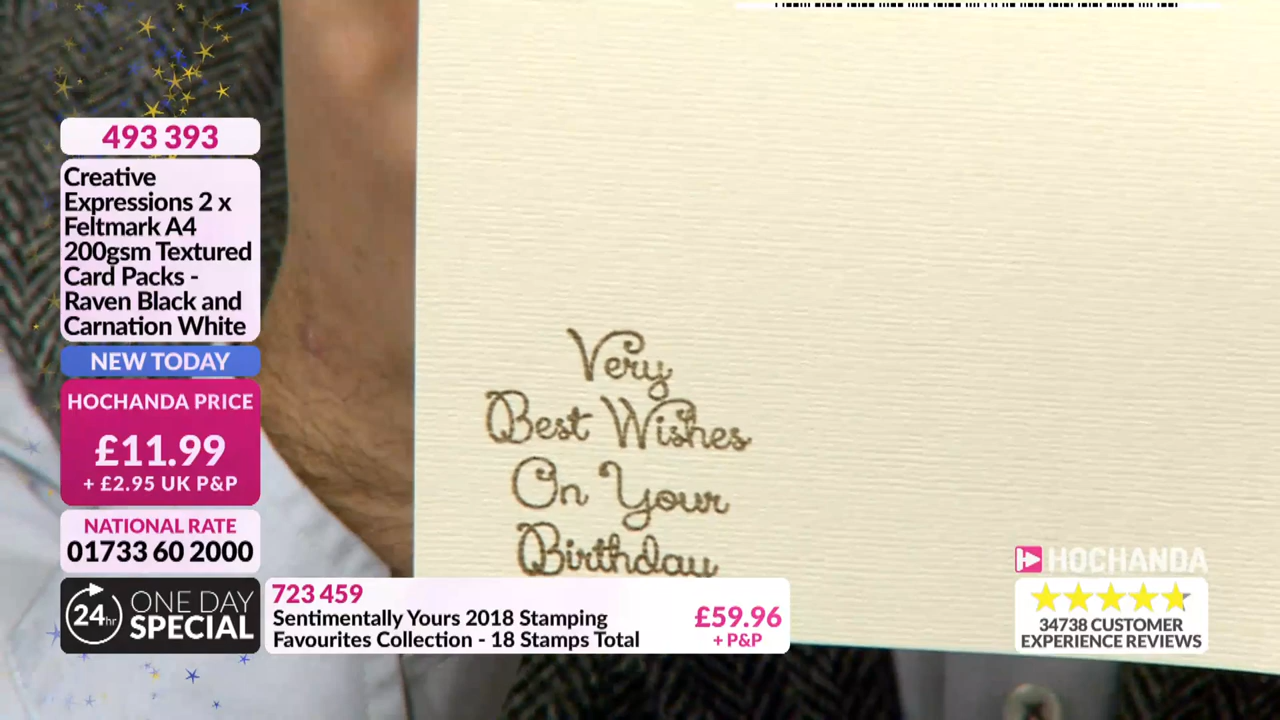 493 393
Creative
Expressions 2 x
Feltmark A4
200gsm Textured
Card Packs -
Raven Black and
Carnation White
NEW TODAY
HOCHANDA PRICE
£11.99
+ £2.95 UK P&P
NATIONAL RATE
01733 60 2000
24hr ONE DAY
SPECIAL
723 459
Sentimentally Yours 2018 Stamping
Favourites Collection - 18 Stamps Total
£59.96
+ P&P
Very
Best Wishes
On Your
Birthday
HOCHANDA
34738 CUSTOMER
EXPERIENCE REVIEWS